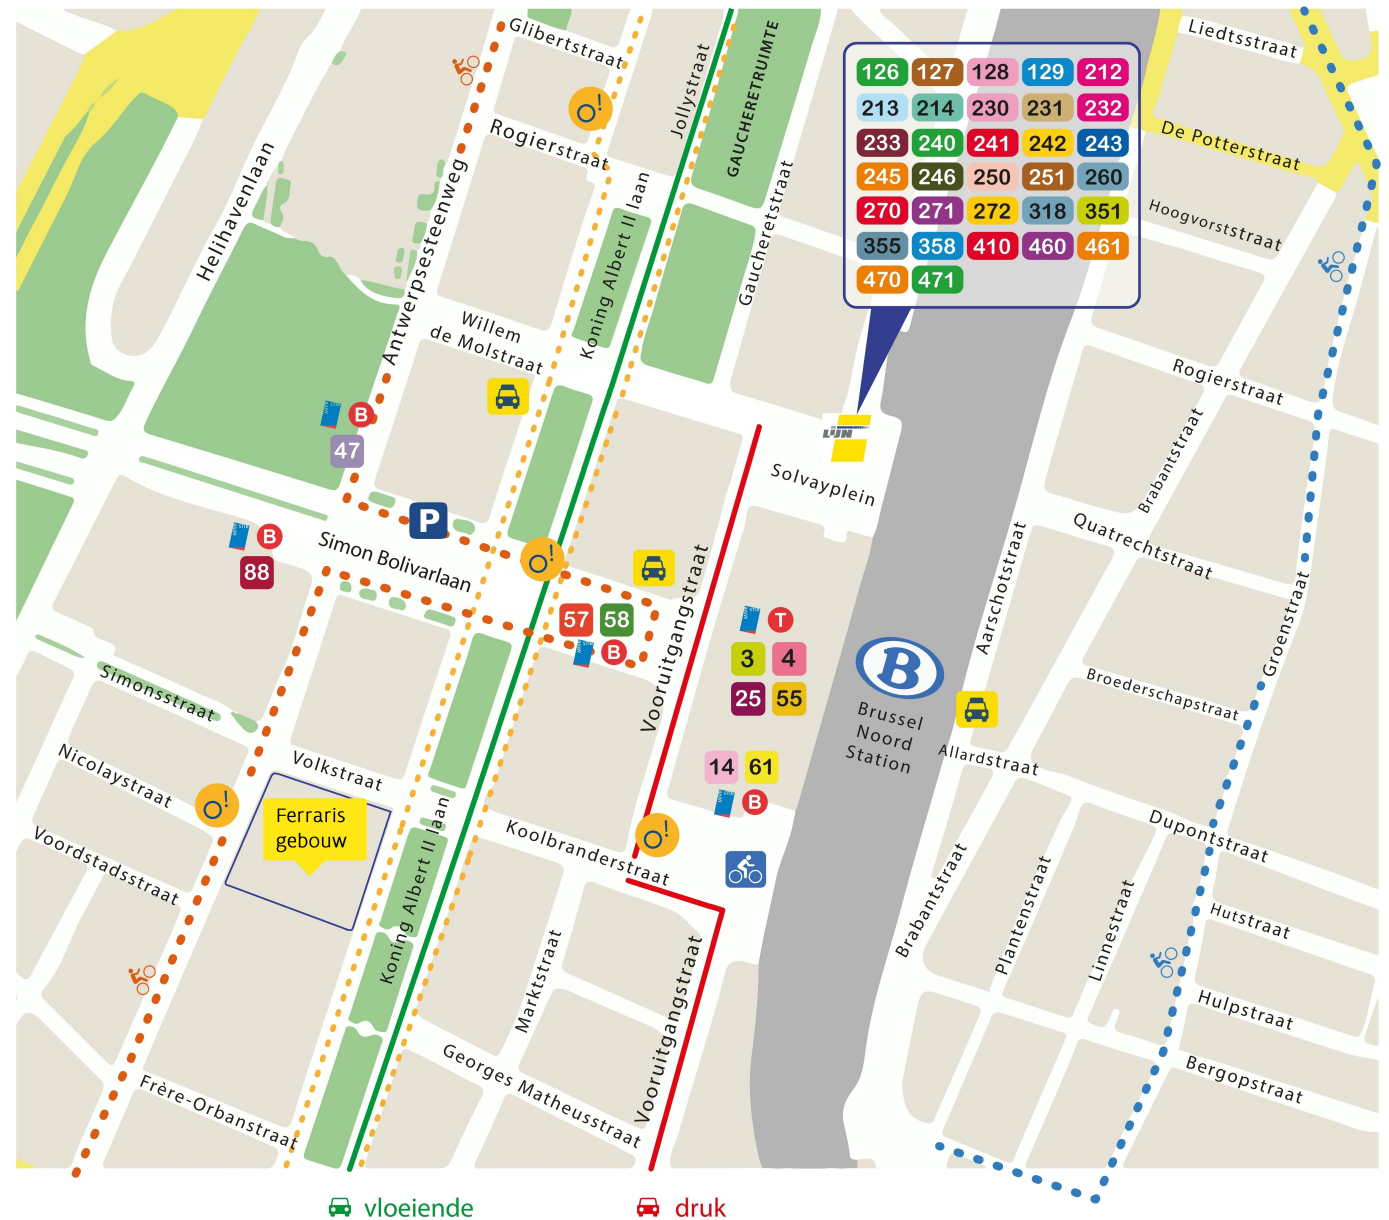 Glibertstraat
Jollystraat
GAUCHERETRUIMTE
Liedtsstraat
126 127 128 129 212
213 214 230 231 232
233 240 241 242 243
245 246 250 251 260
270 271 272 318 351
355 358 410 460 461
470 471
Rogierstraat
De Potterstraat
Helihavenlaan
Antwerpsesteenweg
Koning Albert II laan
Gaucheretstraat
Hoogvorststraat
Willem
de Molstraat
Rogierstraat
B
47
LIJN
Solvayplein
Brabantstraat
P
B
88
Simon Bolivarlaan
Quatrechtstraat
Vooruitgangstraat
Aarschotstraat
Groenstraat
57 58
B
T
3 4
25 55
B
Brussel
Noord
Station
Broederschapstraat
Simonsstraat
Allardstraat
Nicolaystraat
Volkstraat
14 61
B
Ferraris
gebouw
Koning Albert II laan
Koolbranderstraat
Dupontstraat
Voordstadsstraat
Brabantstraat
Plantenstraat
Linnestraat
Hutstraat
Marktstraat
Vooruitgangstraat
Hulpstraat
Georges Matheusstraat
Bergopstraat
Frère-Orbanstraat
vloeiende
druk